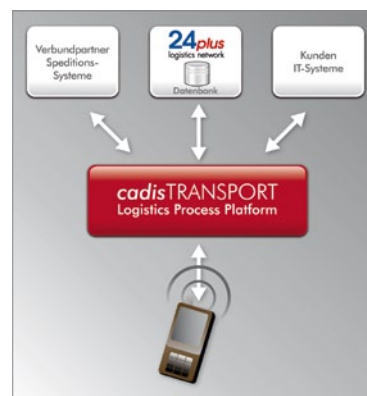 Verbundpartner
Speditions-
Systeme
24plus
logistics network
Datenbank
Kunden
IT-Systeme
cadisTRANSPORT
Logistics Process Platform